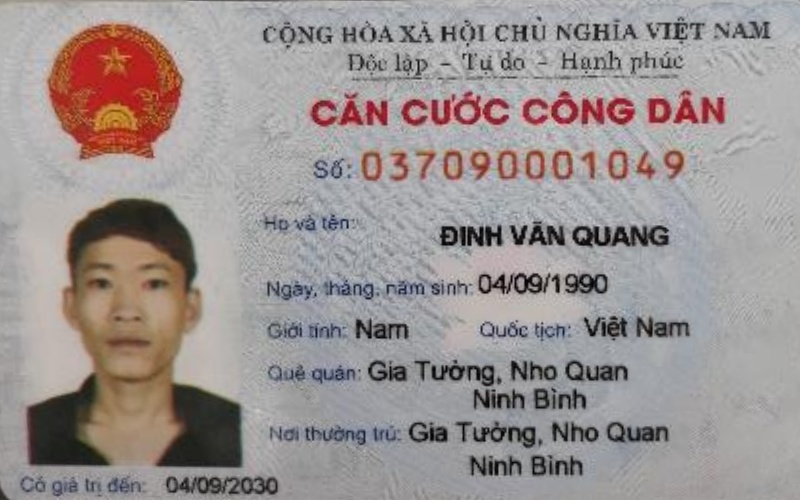 CỘNG HÒA XÃ HỘI CHỦ NGHĨA VIỆT NAM
Độc lập - Tự do - Hạnh phúc
CĂN CƯỚC CÔNG DÂN
Số: 037090001049
Họ và tên: ĐINH VĂN QUANG
Ngày, tháng, năm sinh: 04/09/1990
Giới tính: Nam Quốc tịch: Việt Nam
Quê quán: Gia Tường, Nho Quan
Ninh Bình
Nơi thường trú: Gia Tường, Nho Quan
Ninh Bình
Có giá trị đến: 04/09/2030